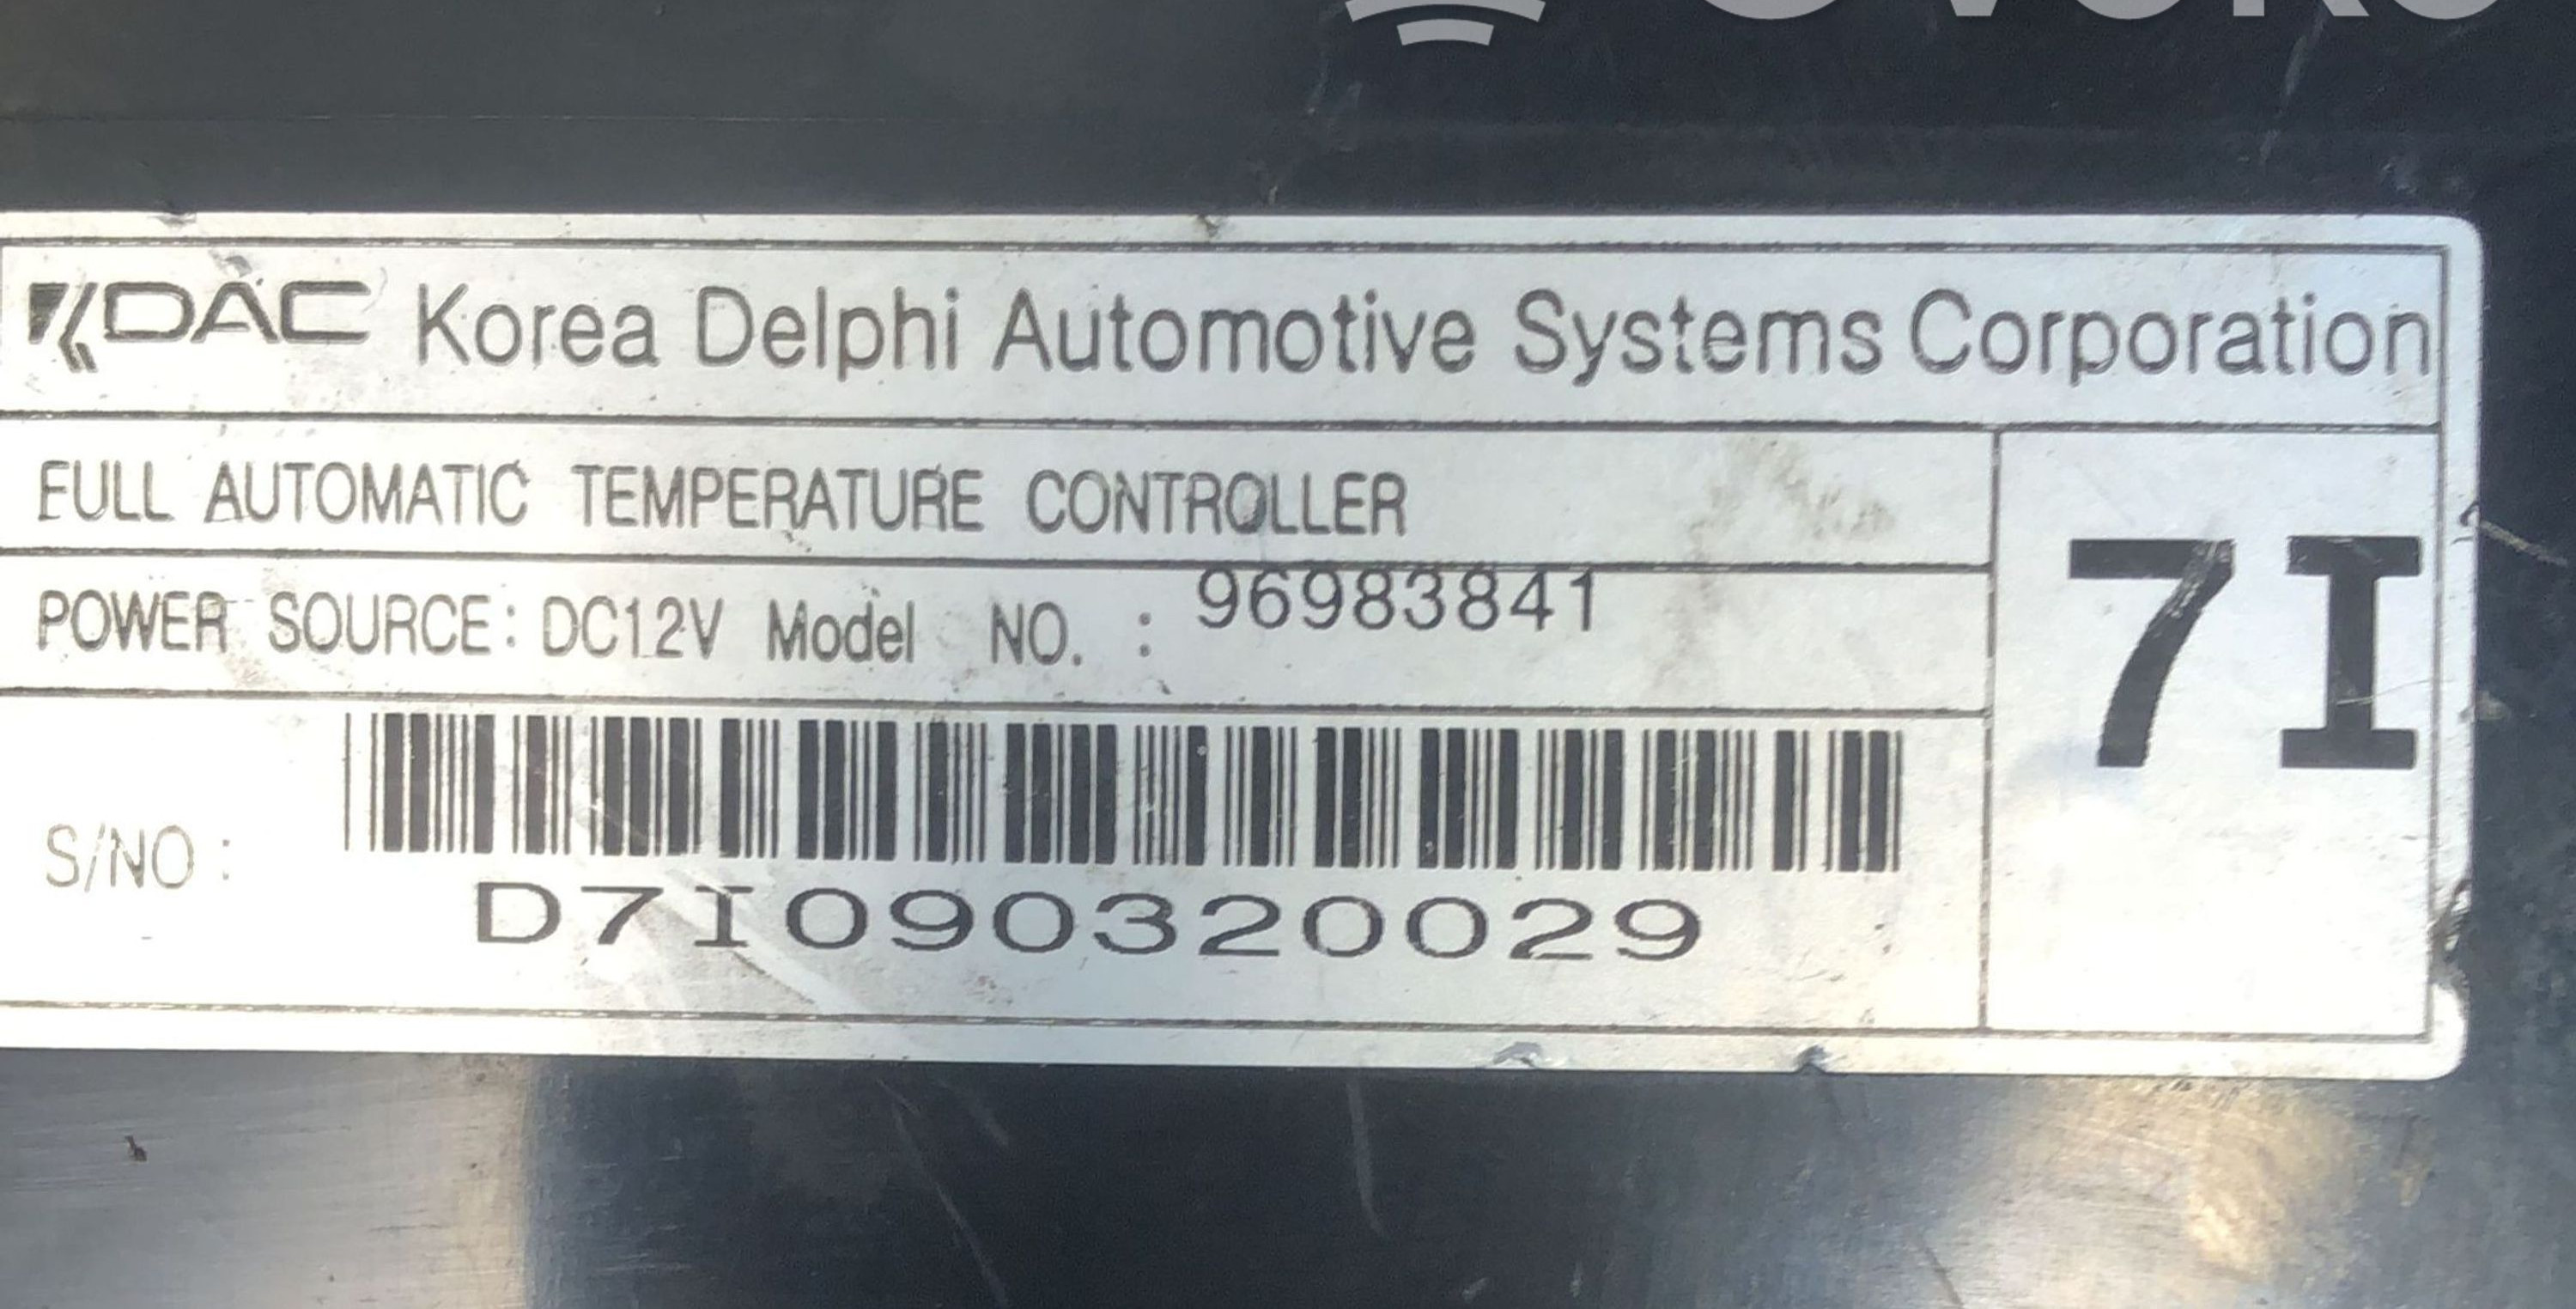 KDAC Korea Delphi Automotive Systems Corporation
FULL AUTOMATIC TEMPERATURE CONTROLLER
POWER SOURCE: DC12V Model NO. : 96983841
7I
S/NO :
D7I090320029